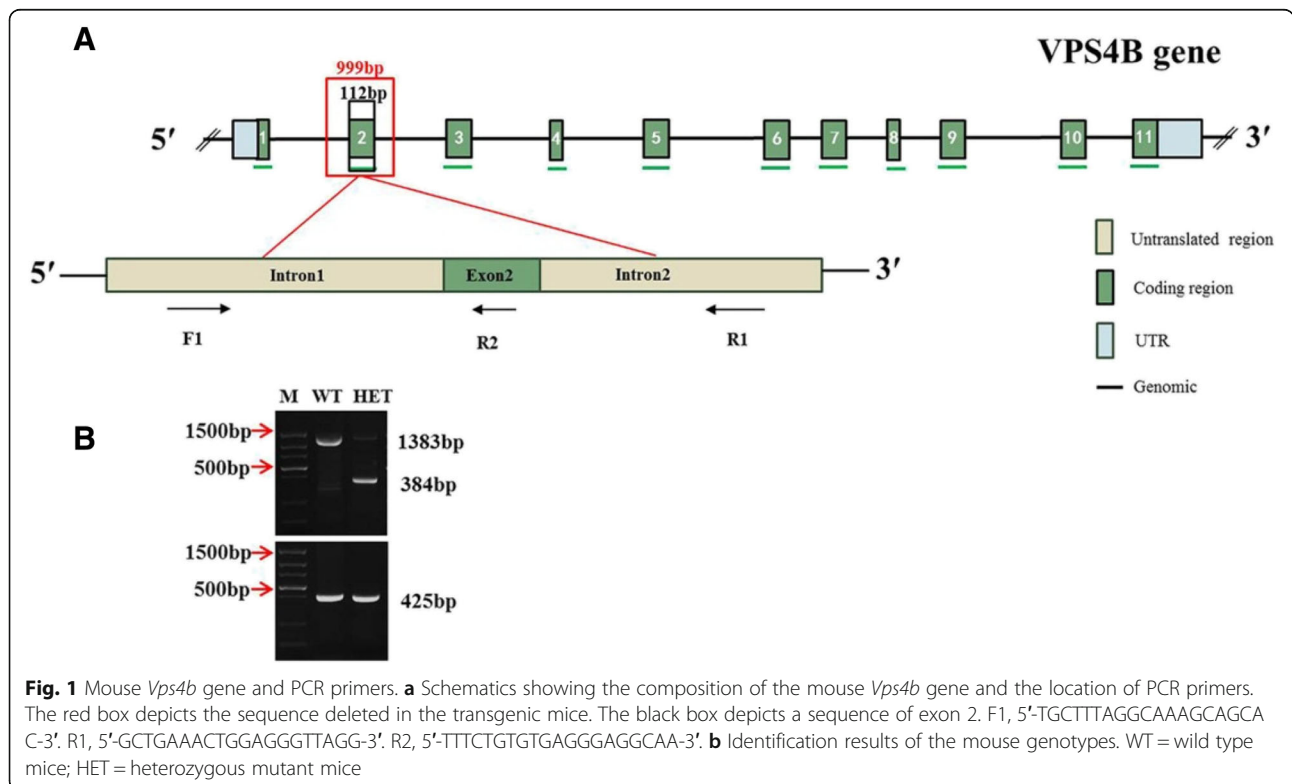 A
VPS4B gene
999bp
112bp
5′ 1 2 3 4 5 6 7 8 9 10 11 3′
5′ Intron1 Exon2 Intron2 3′
F1 R2 R1
Untranslated region
Coding region
UTR
Genomic
B
M WT HET
1500bp
1383bp
500bp
384bp
1500bp
500bp
425bp
Fig. 1 Mouse Vps4b gene and PCR primers. a Schematics showing the composition of the mouse Vps4b gene and the location of PCR primers.
The red box depicts the sequence deleted in the transgenic mice. The black box depicts a sequence of exon 2. F1, 5′-TGCTTTAGGCAAAGCAGCA
C-3′. R1, 5′-GCTGAAACTGGAGGGTTAGG-3′. R2, 5′-TTTCTGTGTGAGGGAGGCAA-3′. b Identification results of the mouse genotypes. WT = wild type
mice; HET = heterozygous mutant mice